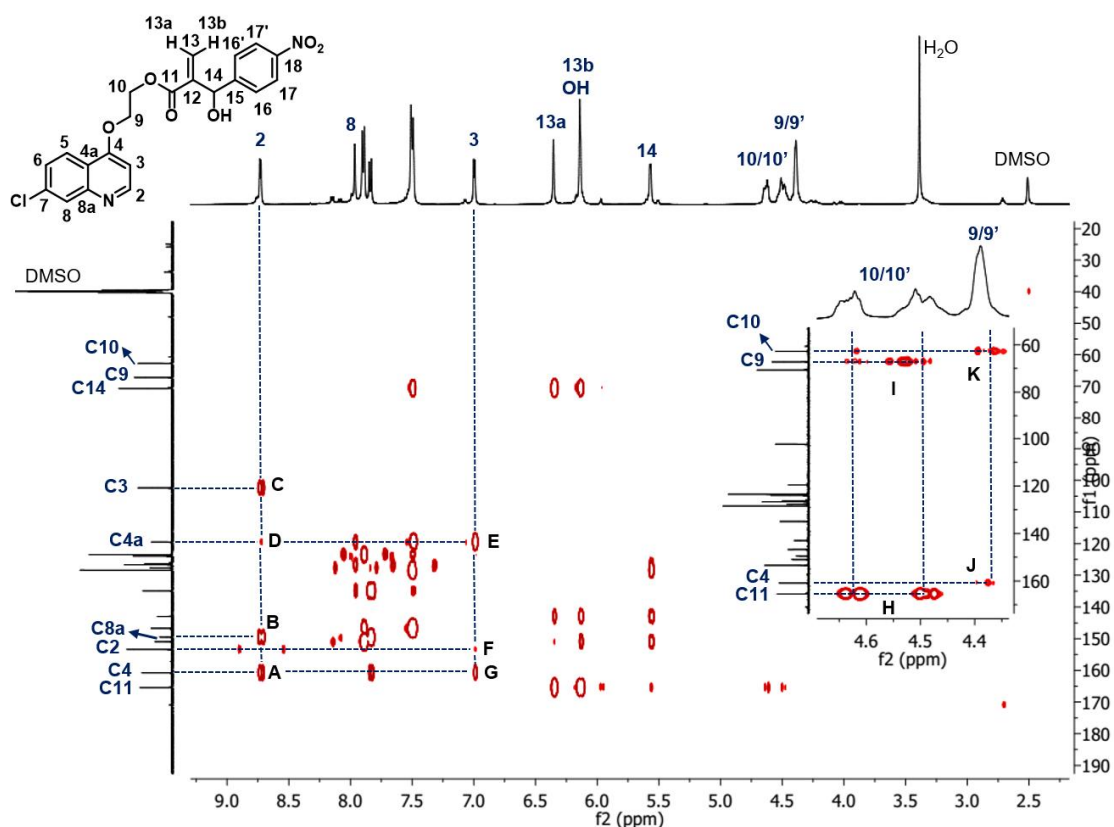 13a 13b
H 13 H
16' 17'
NO2
18
10 11 14
O
12 15 17
O OH 16
9
O
5 4
4a 3
6
7 8a 2
Cl N
8
2
8
3
13a
13b
OH
14
10/10'
9/9'
H2O
DMSO
DMSO
C10
C9
C14
C3
C4a
C8a
C2
C4
C11
A
B
C
D
E
F
G
10/10'
9/9'
C10
C9
C4
C11
H
I
J
K
60
80
100
120
140
160
4.6 4.5 4.4
f2 (ppm)
20
30
40
50
60
70
80
90
100
110
120
130
140
150
160
170
180
190
f1 (ppm)
9.0 8.5 8.0 7.5 7.0 6.5 6.0 5.5 5.0 4.5 4.0 3.5 3.0 2.5
f2 (ppm)